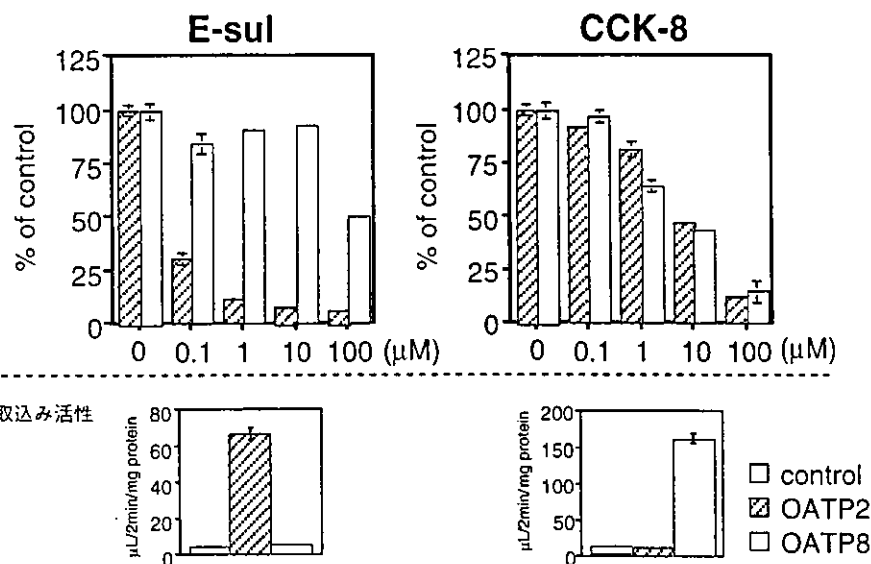 E-sul
CCK-8
% of control
125
100
75
50
25
0
0 0.1 1 10 100 (μM)
% of control
125
100
75
50
25
0
0 0.1 1 10 100 (μM)
取込み活性
μL/2min/mg protein
80
60
40
20
0
μL/2min/mg protein
200
150
100
50
0
control
OATP2
OATP8